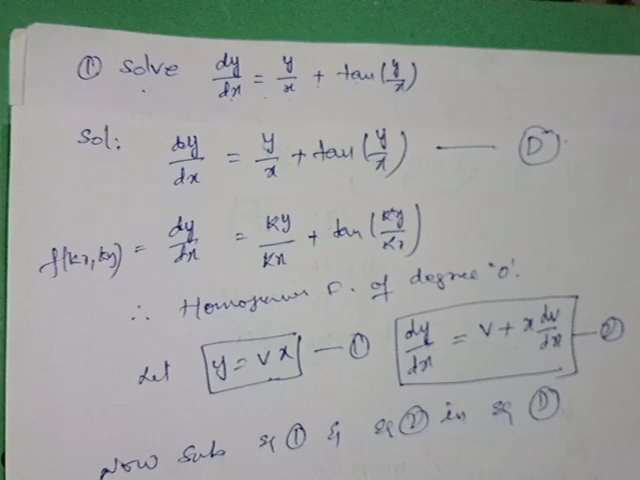 ① Solve dy/dx = y/x + tan(y/x)
Sol: dy/dx = y/x + tan(y/x) — Ⓓ
f(kx, ky) = dy/dx = ky/kx + tan(ky/kx)
∴ Homogeneous D. of degree "0".
Let y = vx — ① dy/dx = v + x dv/dx — ②
Now sub eq ① & eq ② in eq Ⓓ